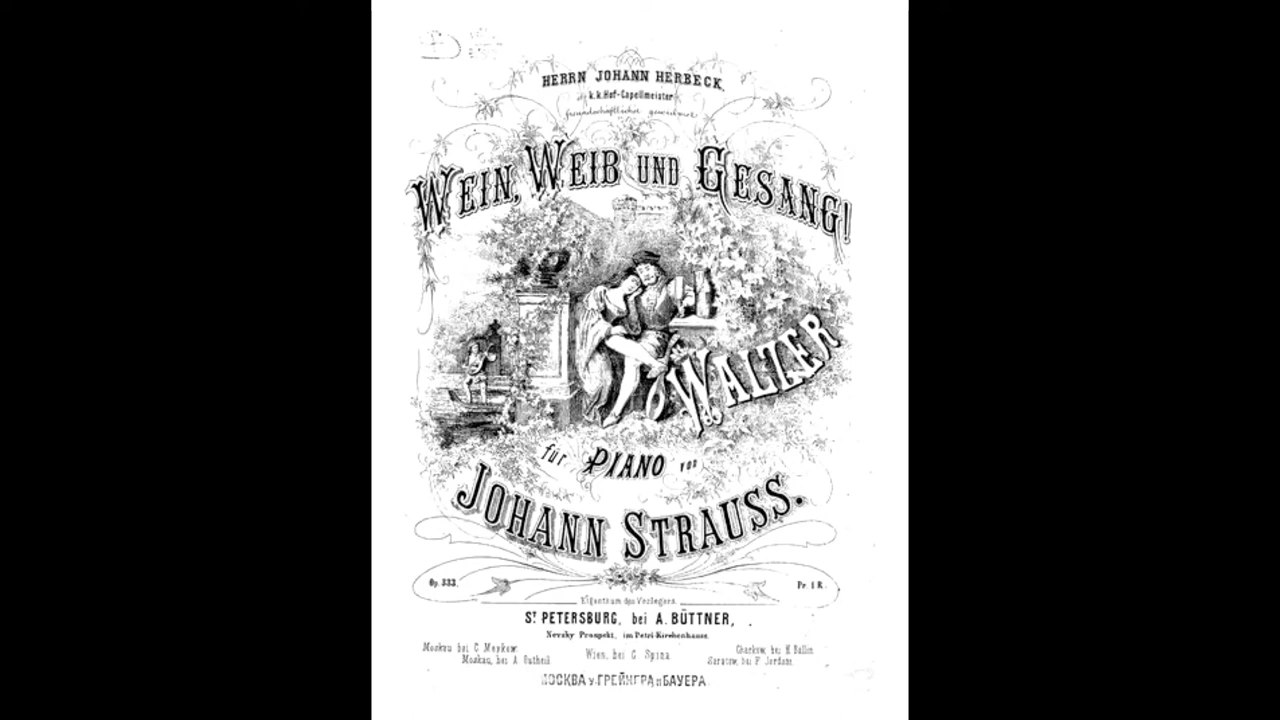 HERRN JOHANN HERBECK,
k.k. Hof-Capellmeister
freundschaftlichst gewidmet
WEIN, WEIB UND GESANG!
WALZER
für PIANO von
JOHANN STRAUSS.
Op. 333.
Pr. 1 R.
Eigenthum des Verlegers.
ST PETERSBURG, bei A. BÜTTNER,
Nevsky Prospekt, im Petri-Kirchenhause.
Moskau bei C. Meykow.
Moskau, bei A. Gutheil
Wien, bei C. Spina
Charkow, bei H. Ballin
Saratow, bei F. Jordan.
МОСКВА у ГРЕЙНЕРА и БАУЕРА.